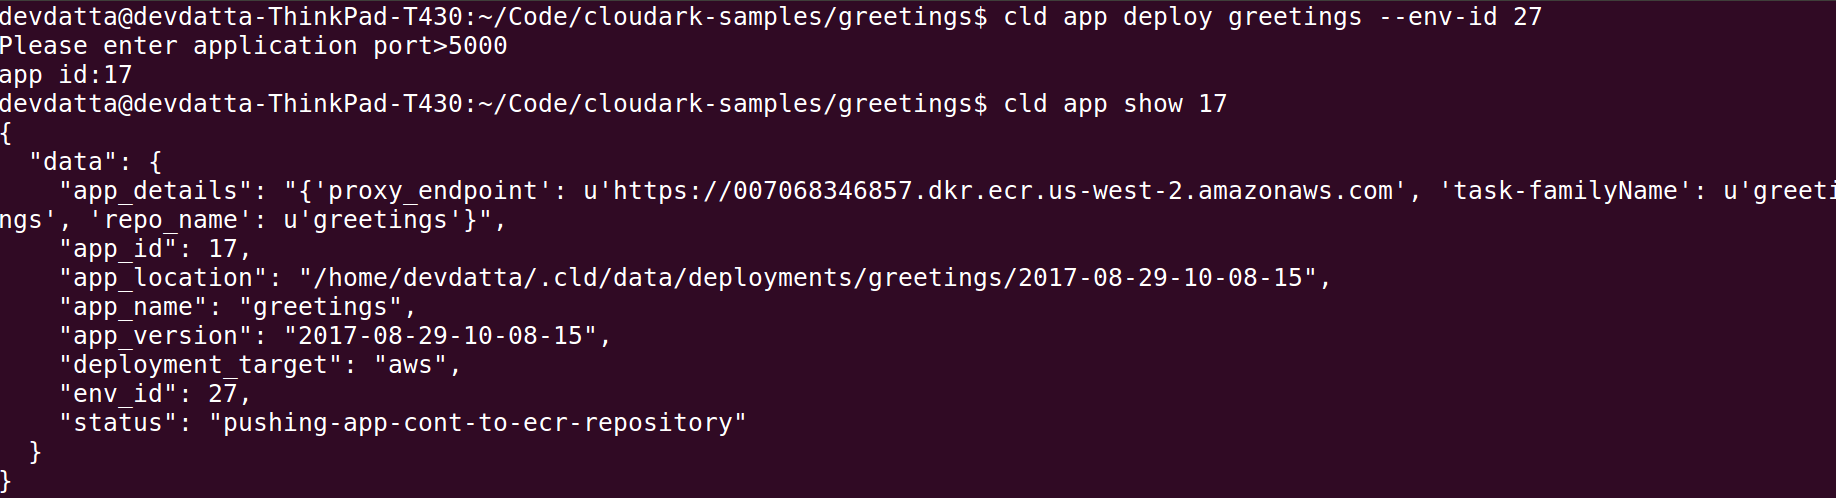 devdatta@devdatta-ThinkPad-T430:~/Code/cloudark-samples/greetings$ cld app deploy greetings --env-id 27
Please enter application port>5000
app id:17
devdatta@devdatta-ThinkPad-T430:~/Code/cloudark-samples/greetings$ cld app show 17
{
  "data": {
    "app_details": "{'proxy_endpoint': u'https://007068346857.dkr.ecr.us-west-2.amazonaws.com', 'task-familyName': u'greeti
ngs', 'repo_name': u'greetings'}",
    "app_id": 17,
    "app_location": "/home/devdatta/.cld/data/deployments/greetings/2017-08-29-10-08-15",
    "app_name": "greetings",
    "app_version": "2017-08-29-10-08-15",
    "deployment_target": "aws",
    "env_id": 27,
    "status": "pushing-app-cont-to-ecr-repository"
  }
}